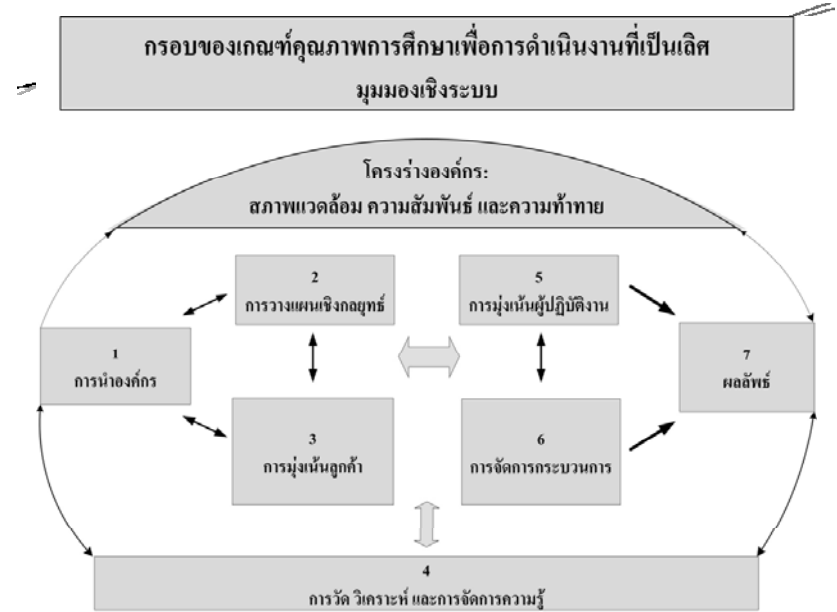 กรอบของเกณฑ์คุณภาพการศึกษาเพื่อการดำเนินงานที่เป็นเลิศ
มุมมองเชิงระบบ
โครงร่างองค์กร:
สภาพแวดล้อม ความสัมพันธ์ และความท้าทาย
2
การวางแผนเชิงกลยุทธ์
5
การมุ่งเน้นผู้ปฏิบัติงาน
1
การนำองค์กร
7
ผลลัพธ์
3
การมุ่งเน้นลูกค้า
6
การจัดการกระบวนการ
4
การวัด วิเคราะห์ และการจัดการความรู้